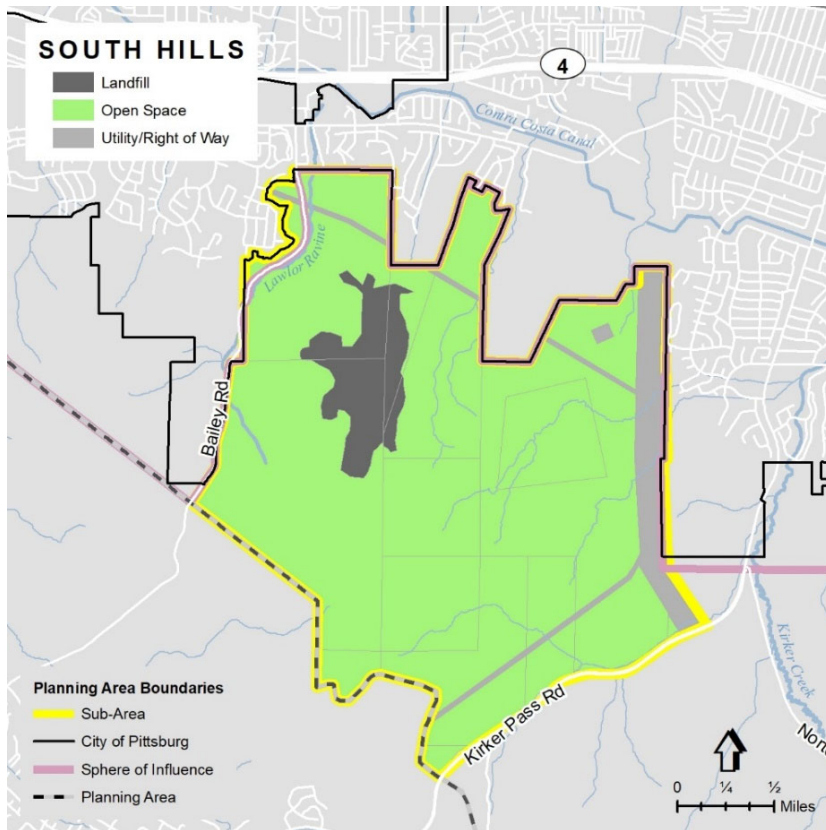 SOUTH HILLS
Landfill
Open Space
Utility/Right of Way
4
Contra Costa Canal
Lawlor Ravine
Bailey Rd
Kirker Pass Rd
Kirker Creek
Nort
Planning Area Boundaries
Sub-Area
City of Pittsburg
Sphere of Influence
Planning Area
0 ¼ ½
Miles